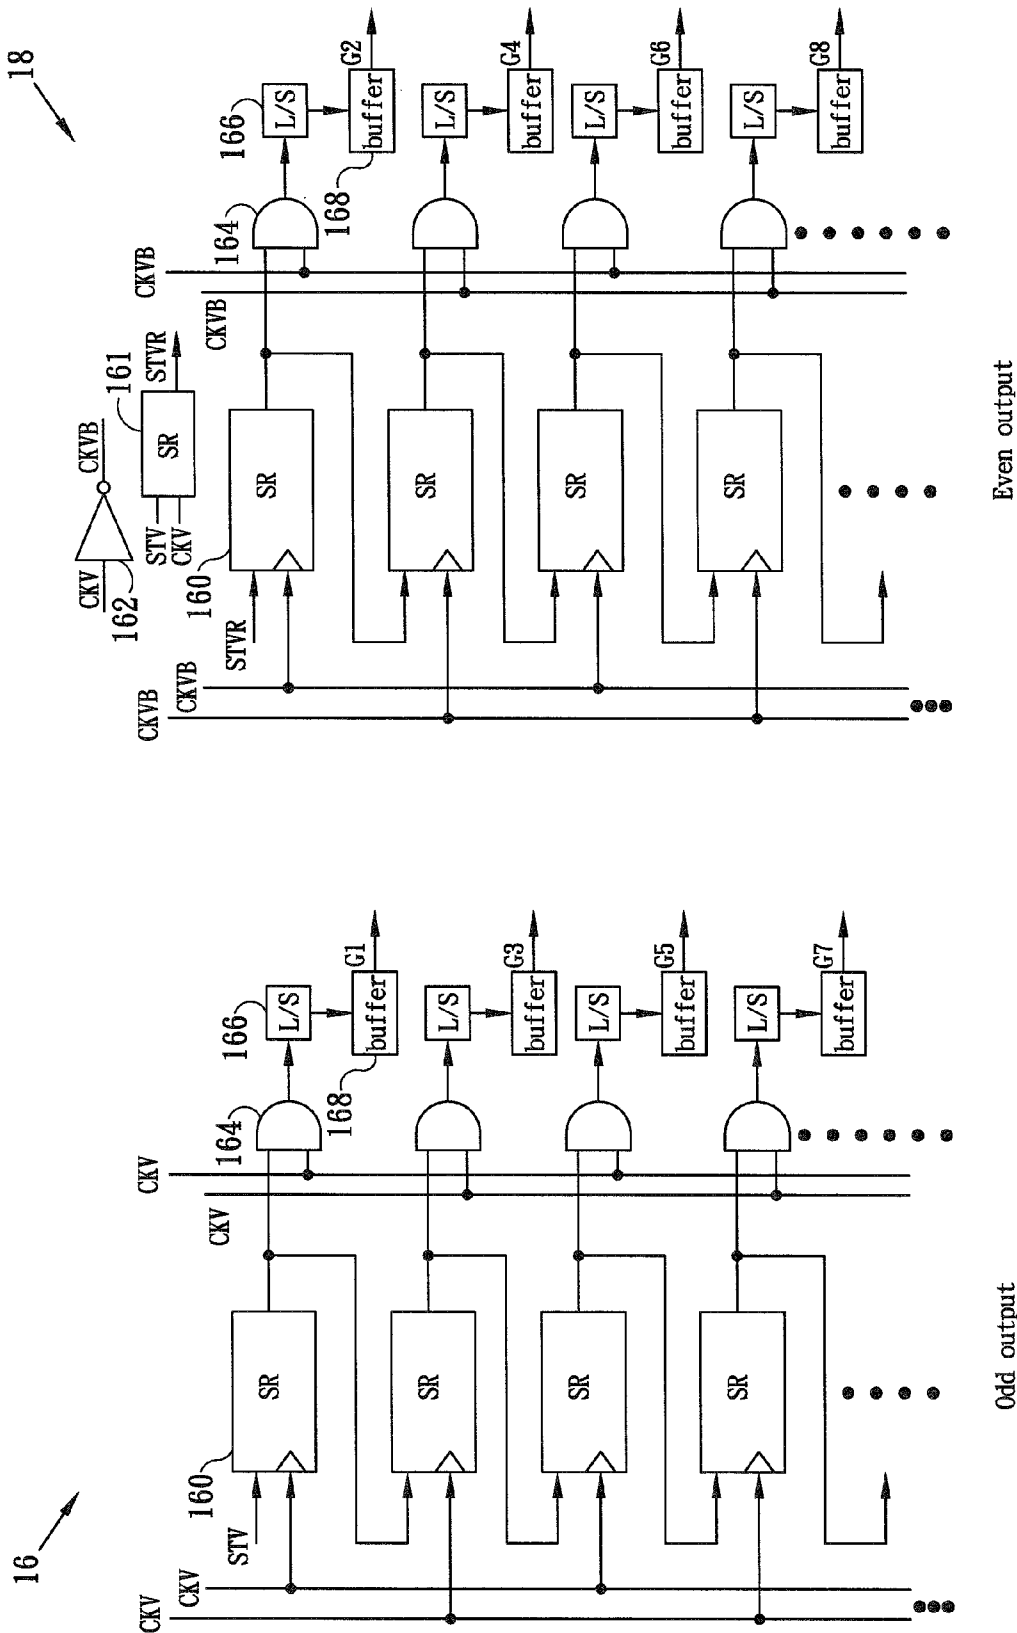 16
CKV
CKV
STV
160
SR
CKV
CKV
164
166
L/S
168
buffer
G1
SR
L/S
buffer
G3
SR
L/S
buffer
G5
SR
L/S
buffer
G7
Odd output
18
CKV
162
CKVB
STV
CKV
SR
161
STVR
CKVB
CKVB
STVR
160
SR
CKVB
CKVB
164
166
L/S
168
buffer
G2
SR
L/S
buffer
G4
SR
L/S
buffer
G6
SR
L/S
buffer
G8
Even output